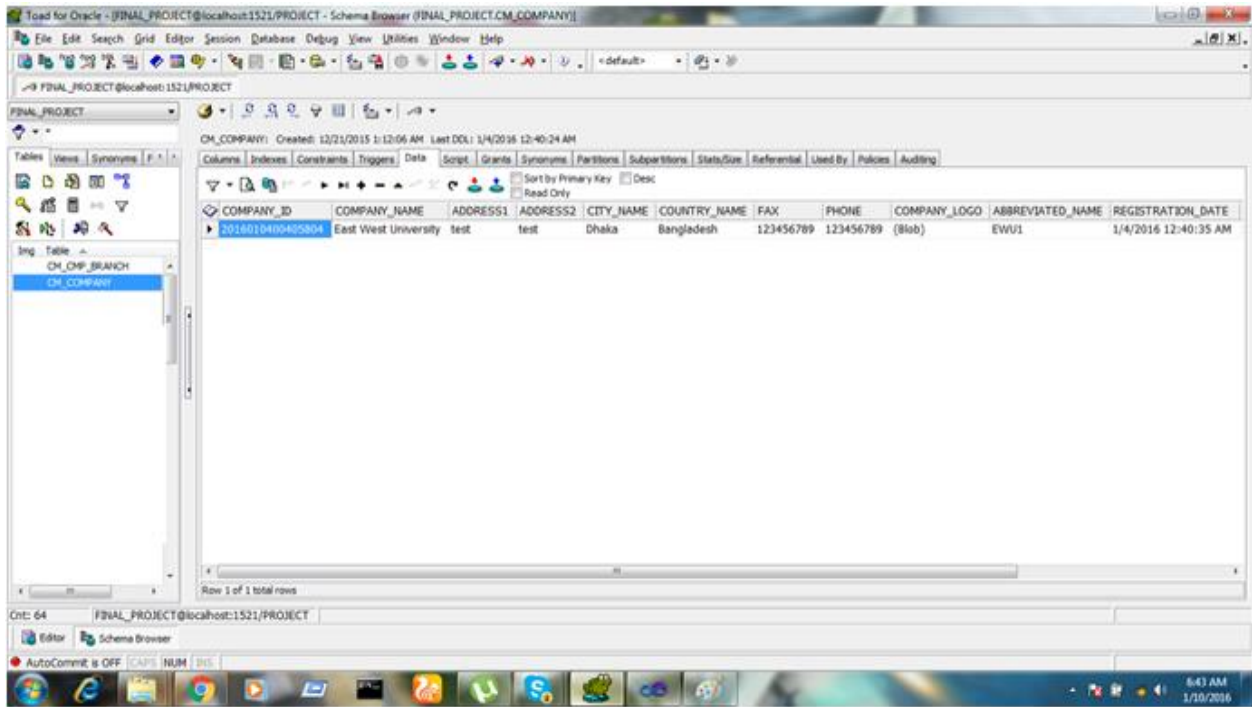 Toad for Oracle - [FINAL_PROJECT@localhost:1521/PROJECT - Schema Browser (FINAL_PROJECT.CM_COMPANY)]
File Edit Search Grid Editor Session Database Debug View Utilities Window Help
<default>
FINAL_PROJECT@localhost:1521/PROJECT
FINAL_PROJECT
CM_COMPANY: Created: 12/21/2015 1:12:06 AM Last DDL: 1/4/2016 12:40:24 AM
Tables Views Synonyms F
Columns Indexes Constraints Triggers Data Script Grants Synonyms Partitions Subpartitions Stats/Size Referential Used By Policies Auditing
Sort by Primary Key Desc
Read Only
COMPANY_ID COMPANY_NAME ADDRESS1 ADDRESS2 CITY_NAME COUNTRY_NAME FAX PHONE COMPANY_LOGO ABBREVIATED_NAME REGISTRATION_DATE
2016010400405804 East West University test test Dhaka Bangladesh 123456789 123456789 (Blob) EWU1 1/4/2016 12:40:35 AM
Img Table
CM_CMP_BRANCH
CM_COMPANY
Row 1 of 1 total rows
Cnt: 64 FINAL_PROJECT@localhost:1521/PROJECT
Editor Schema Browser
AutoCommit is OFF CAPS NUM INS
6:43 AM
1/10/2016